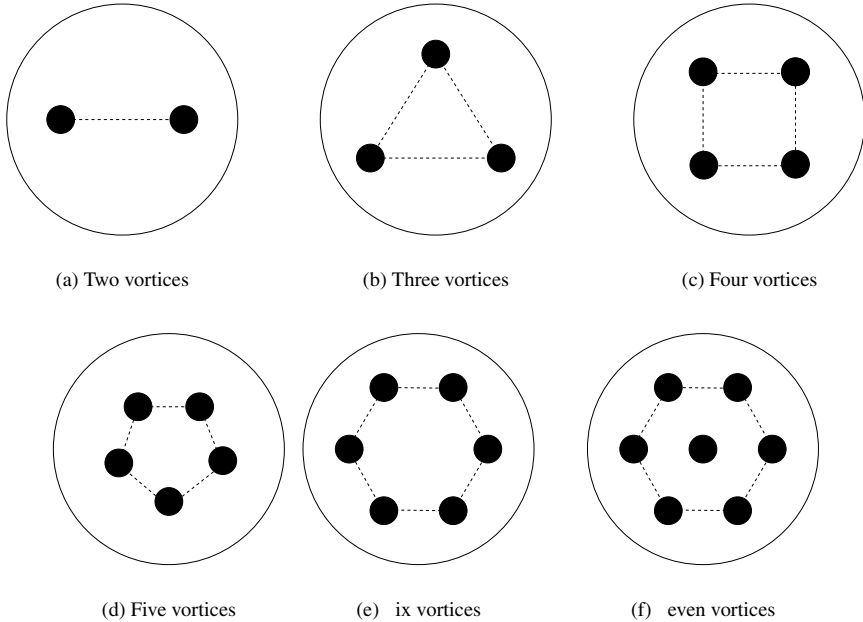 (a) Two vortices
(b) Three vortices
(c) Four vortices
(d) Five vortices
(e) ix vortices
(f) even vortices